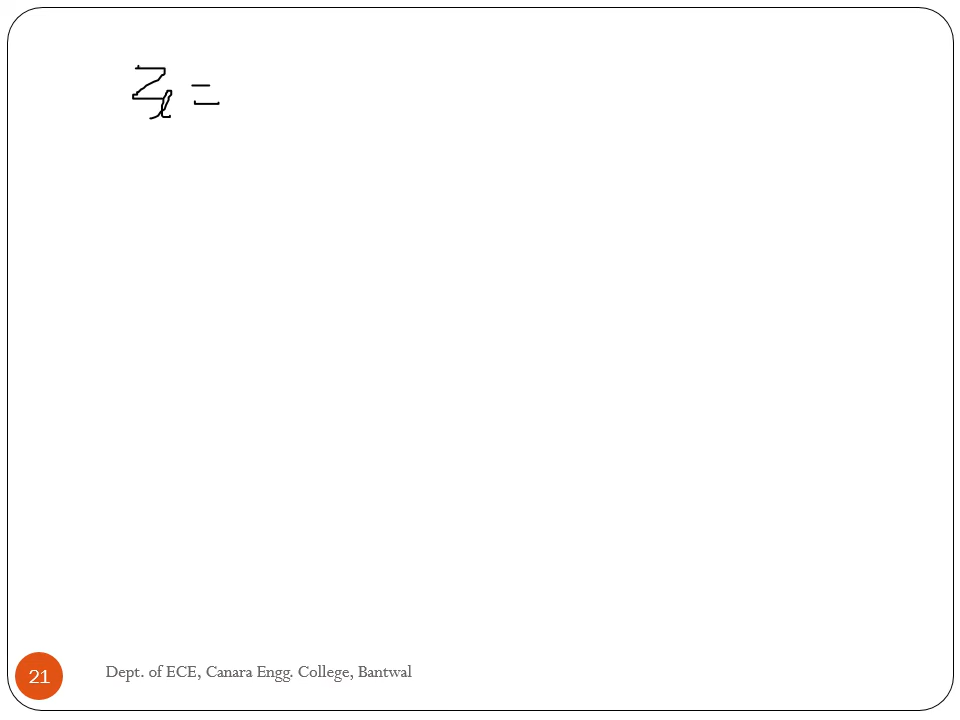 Zℓ =
21 Dept. of ECE, Canara Engg. College, Bantwal